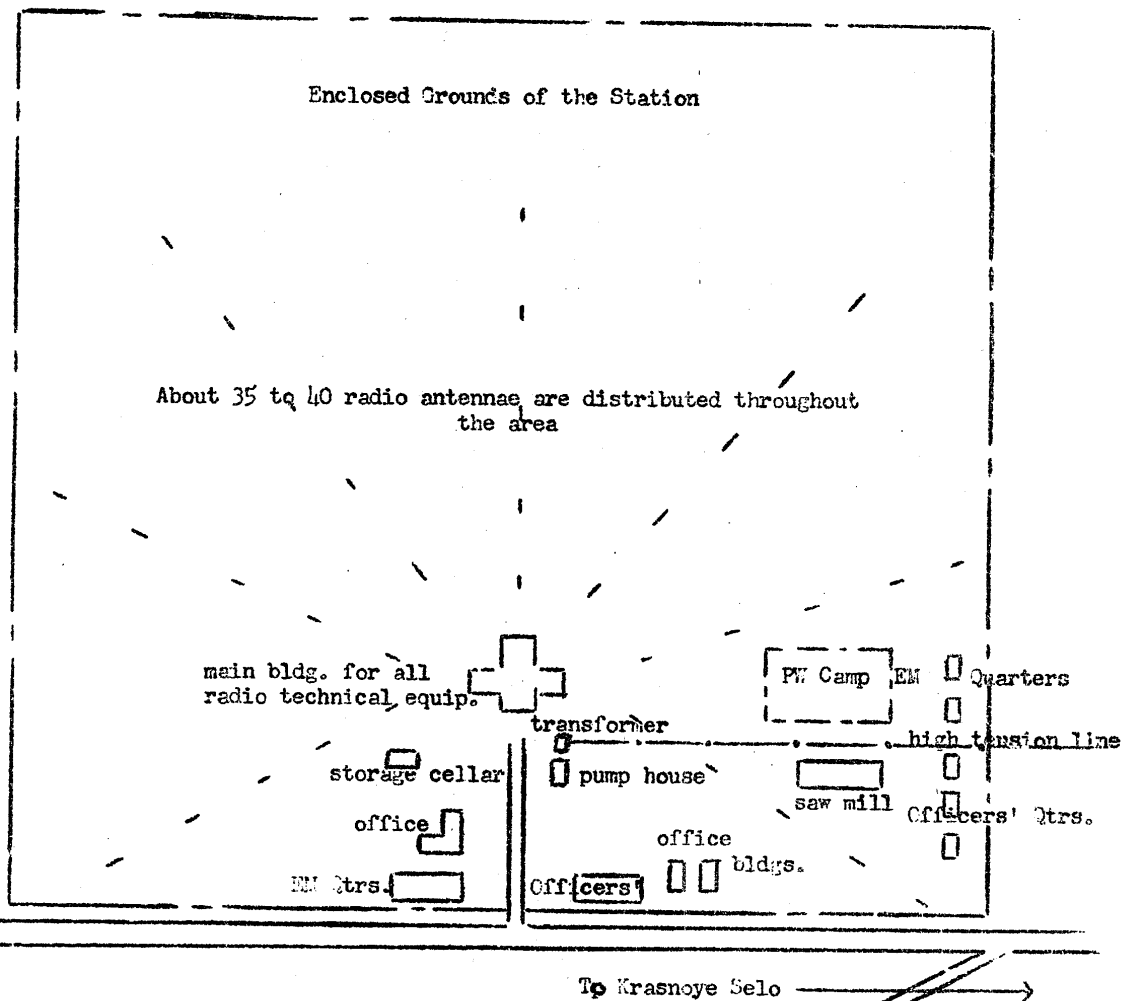 Enclosed Grounds of the Station
About 35 to 40 radio antennae are distributed throughout
the area
main bldg. for all
radio technical equip.
PW Camp
EM Quarters
transformer
high tension line
storage cellar
pump house
saw mill
Officers' Qtrs.
office
office
bldgs.
EM Qtrs.
Officers'
To Krasnoye Selo